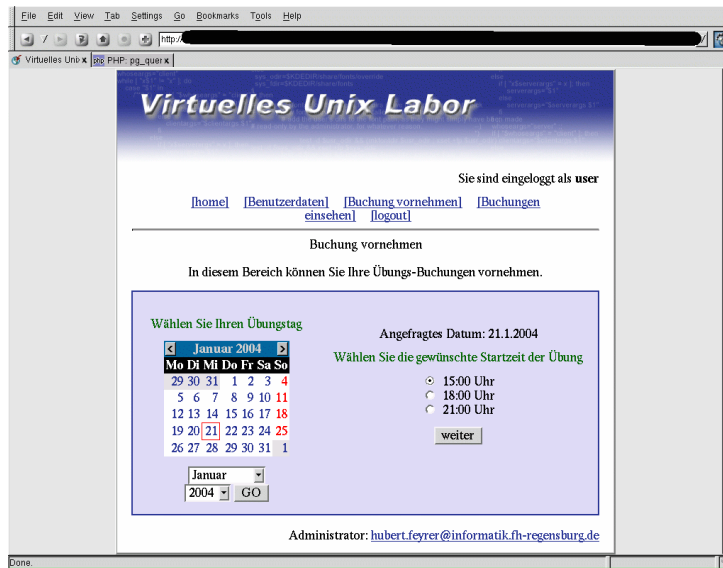 File Edit View Tab Settings Go Bookmarks Tools Help
http:/
Virtuelles Uni
PHP: pg_quer
Virtuelles Unix Labor
Sie sind eingeloggt als user
[home] [Benutzerdaten] [Buchung vornehmen] [Buchungen
einsehen] [logout]
Buchung vornehmen
In diesem Bereich können Sie Ihre Übungs-Buchungen vornehmen.
Wählen Sie Ihren Übungstag
< Januar 2004 >
Mo Di Mi Do Fr Sa So
29 30 31 1 2 3 4
5 6 7 8 9 10 11
12 13 14 15 16 17 18
19 20 21 22 23 24 25
26 27 28 29 30 31 1
Januar
2004 GO
Angefragtes Datum: 21.1.2004
Wählen Sie die gewünschte Startzeit der Übung
15:00 Uhr
18:00 Uhr
21:00 Uhr
weiter
Administrator: hubert.feyrer@informatik.fh-regensburg.de
Done.